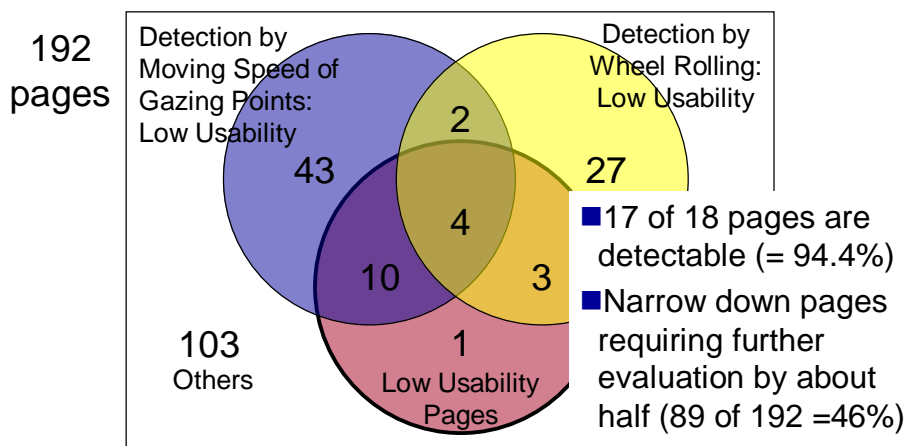 192
pages
Detection by
Moving Speed of
Gazing Points:
Low Usability
Detection by
Wheel Rolling:
Low Usability
2
43
27
4
10
3
1
Low Usability
Pages
103
Others
■17 of 18 pages are
detectable (= 94.4%)
■Narrow down pages
requiring further
evaluation by about
half (89 of 192 =46%)